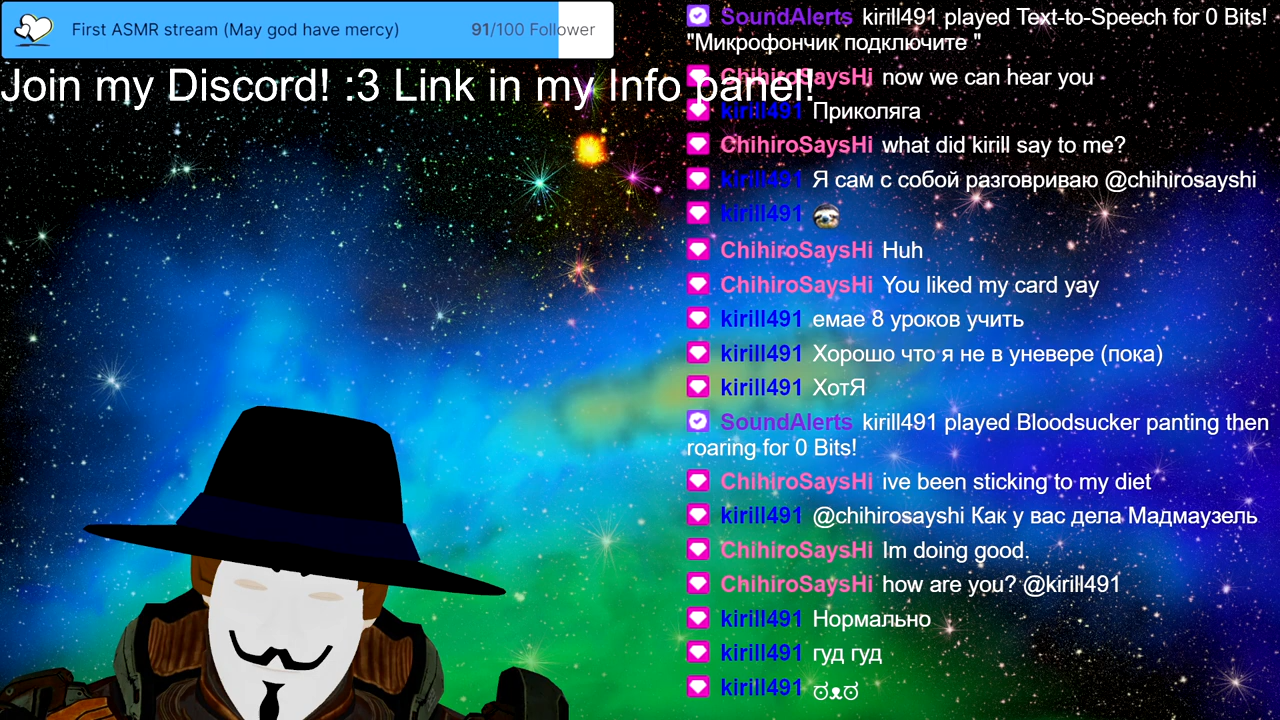 First ASMR stream (May god have mercy) 91/100 Follower
Join my Discord! :3 Link in my Info panel!
SoundAlerts kirill491 played Text-to-Speech for 0 Bits!
"Микрофончик подключите "
ChihiroSaysHi now we can hear you
kirill491 Приколяга
ChihiroSaysHi what did kirill say to me?
kirill491 Я сам с собой разговриваю @chihirosayshi
kirill491
ChihiroSaysHi Huh
ChihiroSaysHi You liked my card yay
kirill491 емае 8 уроков учить
kirill491 Хорошо что я не в уневере (пока)
kirill491 ХотЯ
SoundAlerts kirill491 played Bloodsucker panting then
roaring for 0 Bits!
ChihiroSaysHi ive been sticking to my diet
kirill491 @chihirosayshi Как у вас дела Мадмаузель
ChihiroSaysHi Im doing good.
ChihiroSaysHi how are you? @kirill491
kirill491 Нормально
kirill491 гуд гуд
kirill491 ಠᴥಠ